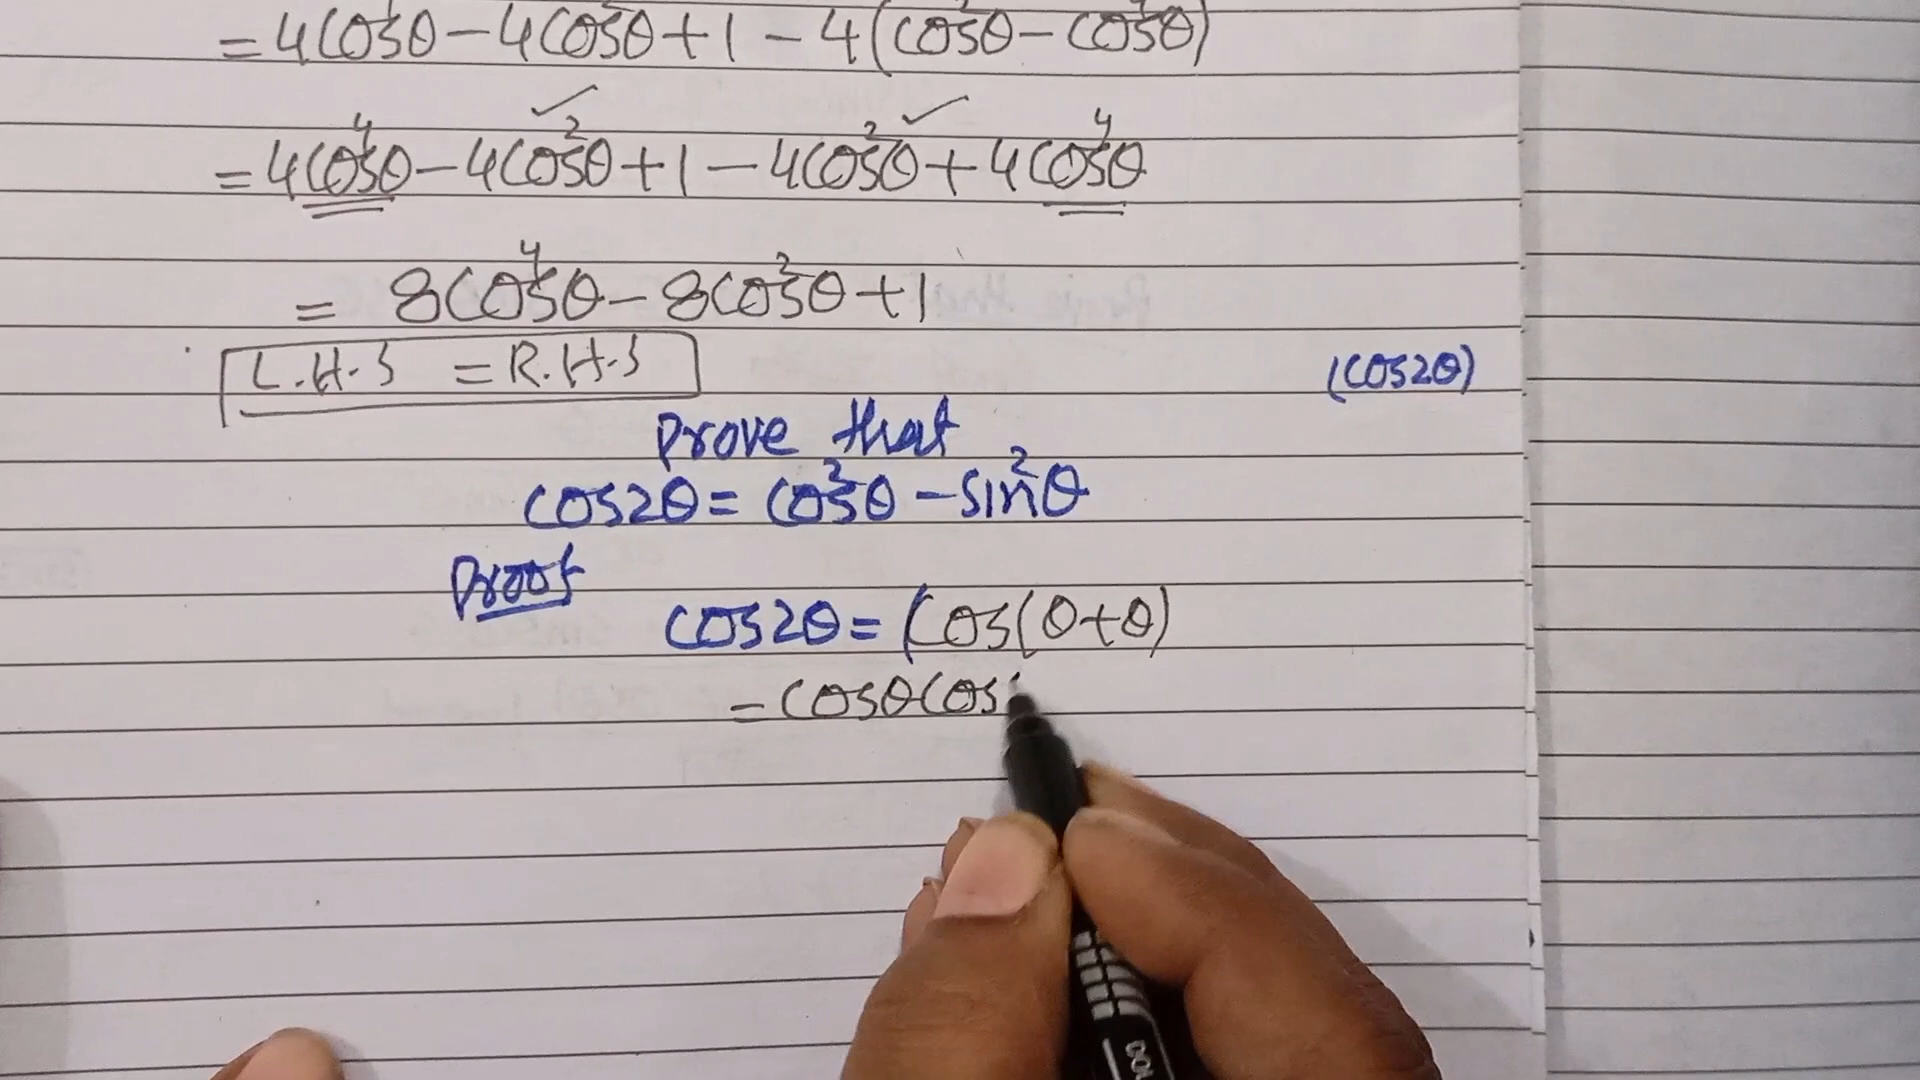 = 4cos⁴θ - 4cos²θ + 1 - 4(cos²θ - cos⁴θ)
= 4cos⁴θ - 4cos²θ + 1 - 4cos²θ + 4cos⁴θ
= 8cos⁴θ - 8cos²θ + 1
L.H.S = R.H.S
(cos2θ)
Prove that
cos2θ = cos²θ - sin²θ
Proof
cos2θ = Cos(θ+θ)
= cosθcos